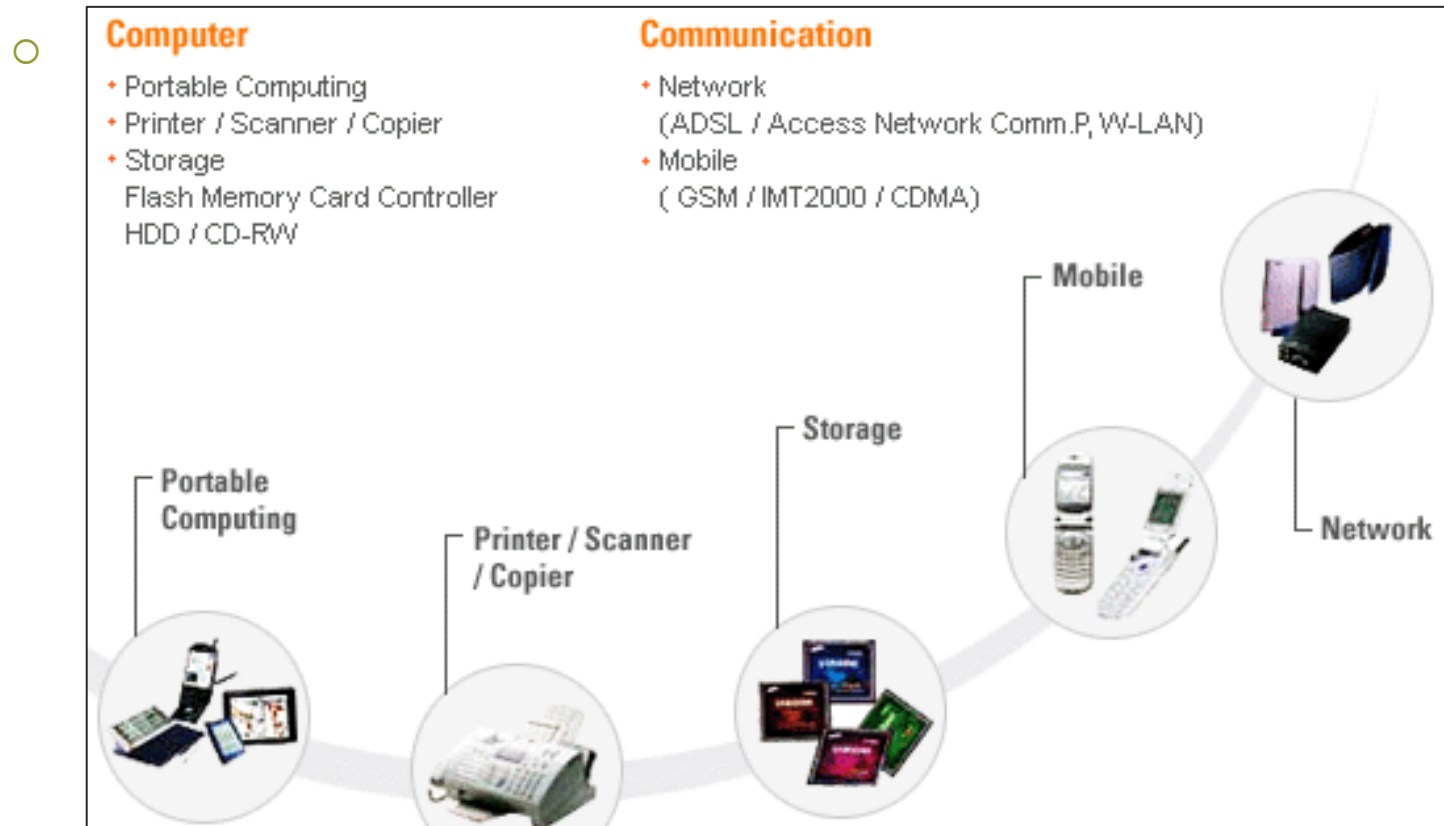 Computer
Portable Computing
Printer / Scanner / Copier
Storage
Flash Memory Card Controller
HDD / CD-RW
Communication
Network
(ADSL / Access Network Comm.P, W-LAN)
Mobile
( GSM / IMT2000 / CDMA)
Portable
Computing
Printer / Scanner
/ Copier
Storage
Mobile
Network